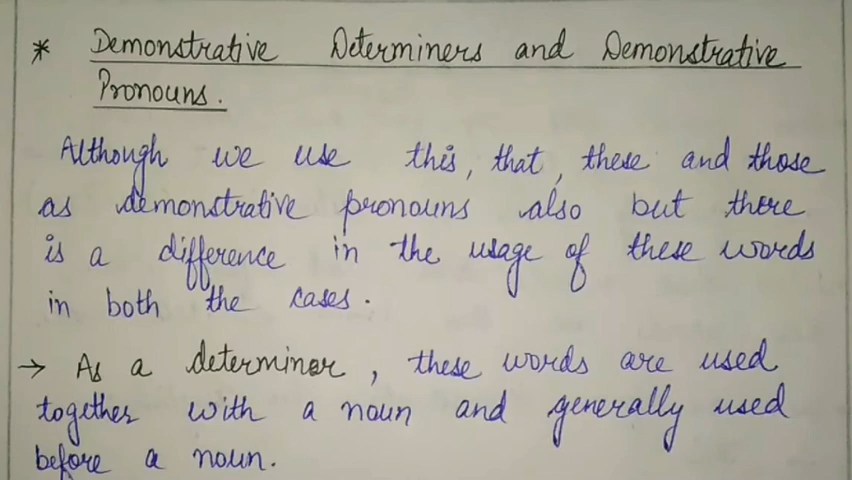 * Demonstrative Determiners and Demonstrative
Pronouns.
Although we use this, that, these and those
as demonstrative pronouns also but there
is a difference in the usage of these words
in both the cases.
→ As a determiner, these words are used
together with a noun and generally used
before a noun.